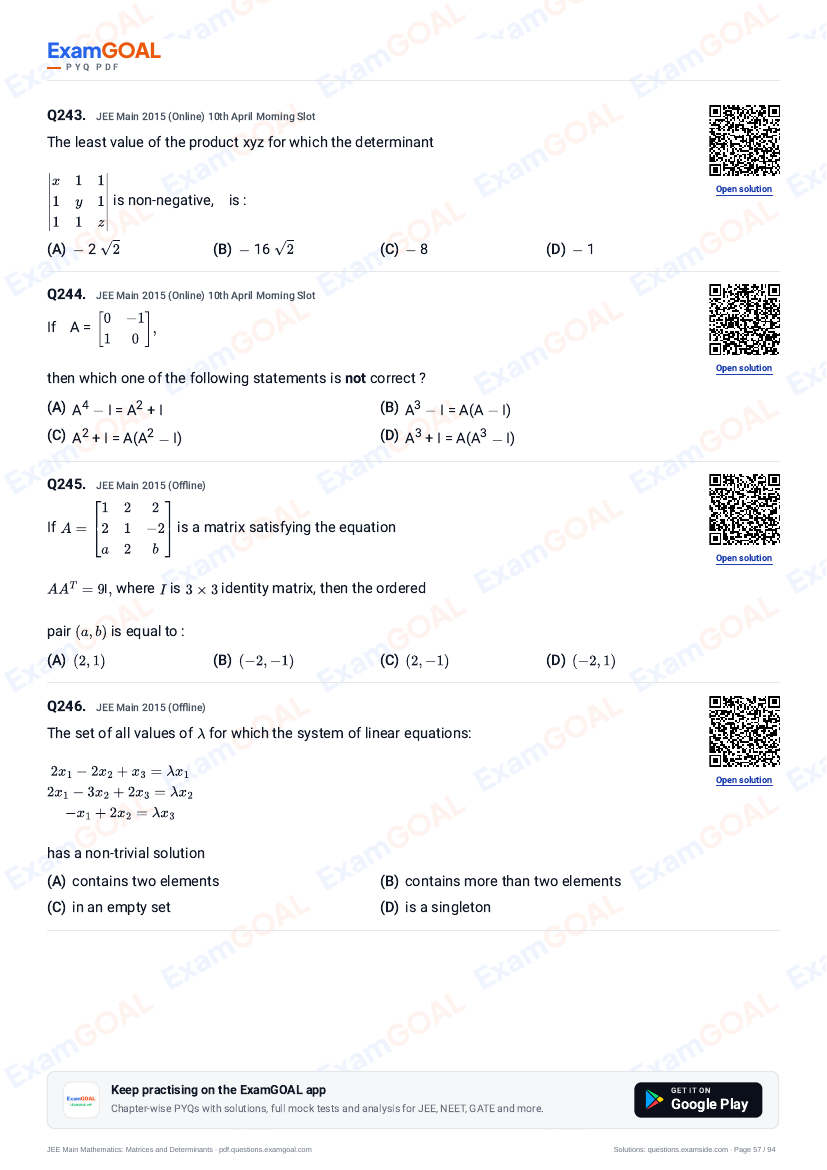 ExamGOAL
PYQ PDF
Q243. JEE Main 2015 (Online) 10th April Morning Slot
The least value of the product xyz for which the determinant
|x 1 1|
|1 y 1| is non-negative, is :
|1 1 z|
(A) − 2 √2 (B) − 16 √2 (C) − 8 (D) − 1
Open solution
Q244. JEE Main 2015 (Online) 10th April Morning Slot
If A = [0 −1]
[1 0],
then which one of the following statements is not correct ?
(A) A⁴ − I = A² + I (B) A³ − I = A(A − I)
(C) A² + I = A(A² − I) (D) A³ + I = A(A³ − I)
Open solution
Q245. JEE Main 2015 (Offline)
[1 2 2]
If A = [2 1 −2] is a matrix satisfying the equation
[a 2 b]
AAᵀ = 9I, where I is 3 × 3 identity matrix, then the ordered
pair (a, b) is equal to :
(A) (2, 1) (B) (−2, −1) (C) (2, −1) (D) (−2, 1)
Open solution
Q246. JEE Main 2015 (Offline)
The set of all values of λ for which the system of linear equations:
2x₁ − 2x₂ + x₃ = λx₁
2x₁ − 3x₂ + 2x₃ = λx₂
−x₁ + 2x₂ = λx₃
has a non-trivial solution
(A) contains two elements (B) contains more than two elements
(C) in an empty set (D) is a singleton
Open solution
ExamGOAL
Keep practising on the ExamGOAL app
Chapter-wise PYQs with solutions, full mock tests and analysis for JEE, NEET, GATE and more.
GET IT ON
Google Play
JEE Main Mathematics: Matrices and Determinants · pdf.questions.examgoal.com
Solutions: questions.examside.com · Page 57 / 94